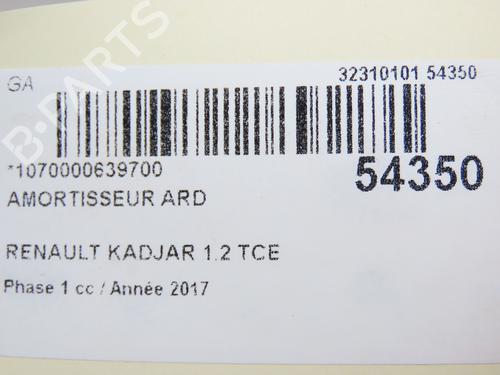 GA
32310101 54350
*1070000639700
54350
AMORTISSEUR ARD
RENAULT KADJAR 1.2 TCE
Phase 1 cc / Année 2017
B-PARTS